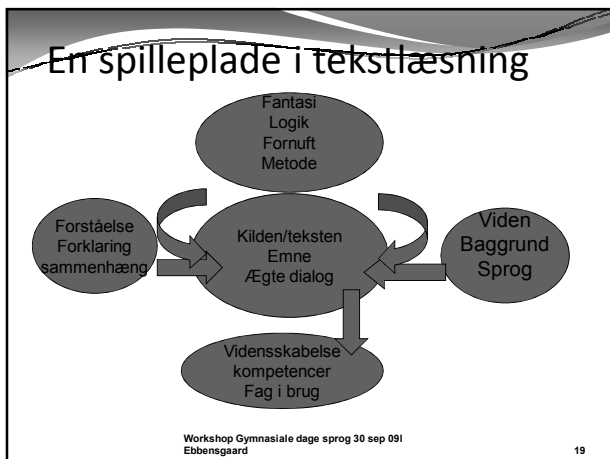 En spilleplade i tekstlæsning
Fantasi
Logik
Fornuft
Metode
Forståelse
Forklaring
sammenhæng
Kilden/teksten
Emne
Ægte dialog
Viden
Baggrund
Sprog
Vidensskabelse
kompetencer
Fag i brug
Workshop Gymnasiale dage sprog 30 sep 09l
Ebbensgaard
19